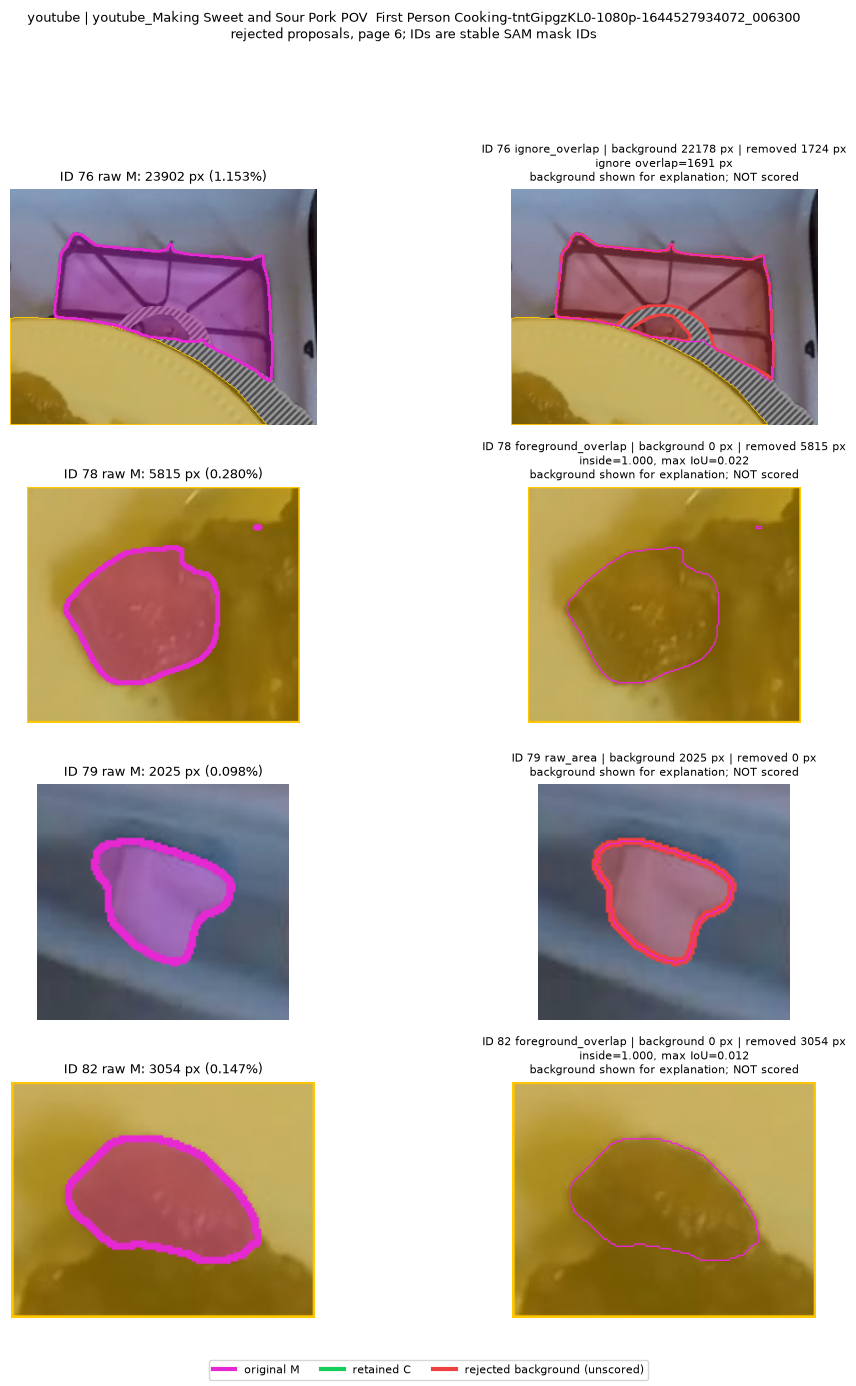 youtube | youtube_Making Sweet and Sour Pork POV  First Person Cooking-tntGipgzKL0-1080p-1644527934072_006300
rejected proposals, page 6; IDs are stable SAM mask IDs
ID 76 raw M: 23902 px (1.153%)
ID 76 ignore_overlap | background 22178 px | removed 1724 px
ignore overlap=1691 px
background shown for explanation; NOT scored
ID 78 raw M: 5815 px (0.280%)
ID 78 foreground_overlap | background 0 px | removed 5815 px
inside=1.000, max IoU=0.022
background shown for explanation; NOT scored
ID 79 raw M: 2025 px (0.098%)
ID 79 raw_area | background 2025 px | removed 0 px
background shown for explanation; NOT scored
ID 82 raw M: 3054 px (0.147%)
ID 82 foreground_overlap | background 0 px | removed 3054 px
inside=1.000, max IoU=0.012
background shown for explanation; NOT scored
original M
retained C
rejected background (unscored)